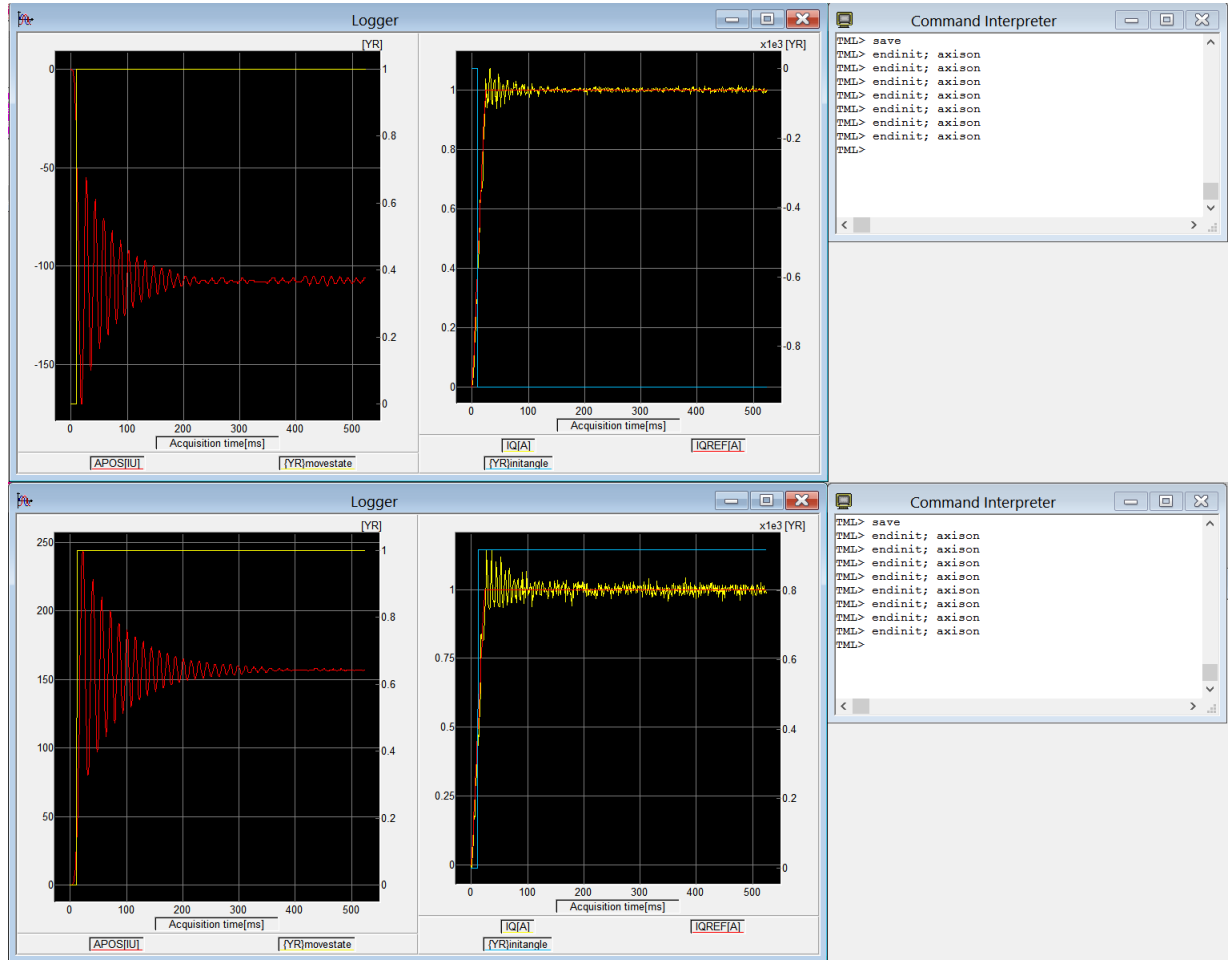 Logger
[YR]
0
-50
-100
-150
1
0.8
0.6
0.4
0.2
0
0 100 200 300 400 500
Acquisition time[ms]
APOS[IU] {YR}movestate
x1e3 [YR]
1
0.8
0.6
0.4
0.2
0
0
-0.2
-0.4
-0.6
-0.8
0 100 200 300 400 500
Acquisition time[ms]
IQ[A] IQREF[A]
{YR}initangle
Command Interpreter
TML> save
TML> endinit; axison
TML> endinit; axison
TML> endinit; axison
TML> endinit; axison
TML> endinit; axison
TML> endinit; axison
TML> endinit; axison
TML>
Logger
[YR]
250
200
150
100
50
0
1
0.8
0.6
0.4
0.2
0
0 100 200 300 400 500
Acquisition time[ms]
APOS[IU] {YR}movestate
x1e3 [YR]
1
0.75
0.5
0.25
0
0.8
0.6
0.4
0.2
0
0 100 200 300 400 500
Acquisition time[ms]
IQ[A] IQREF[A]
{YR}initangle
Command Interpreter
TML> save
TML> endinit; axison
TML> endinit; axison
TML> endinit; axison
TML> endinit; axison
TML> endinit; axison
TML> endinit; axison
TML> endinit; axison
TML> endinit; axison
TML>